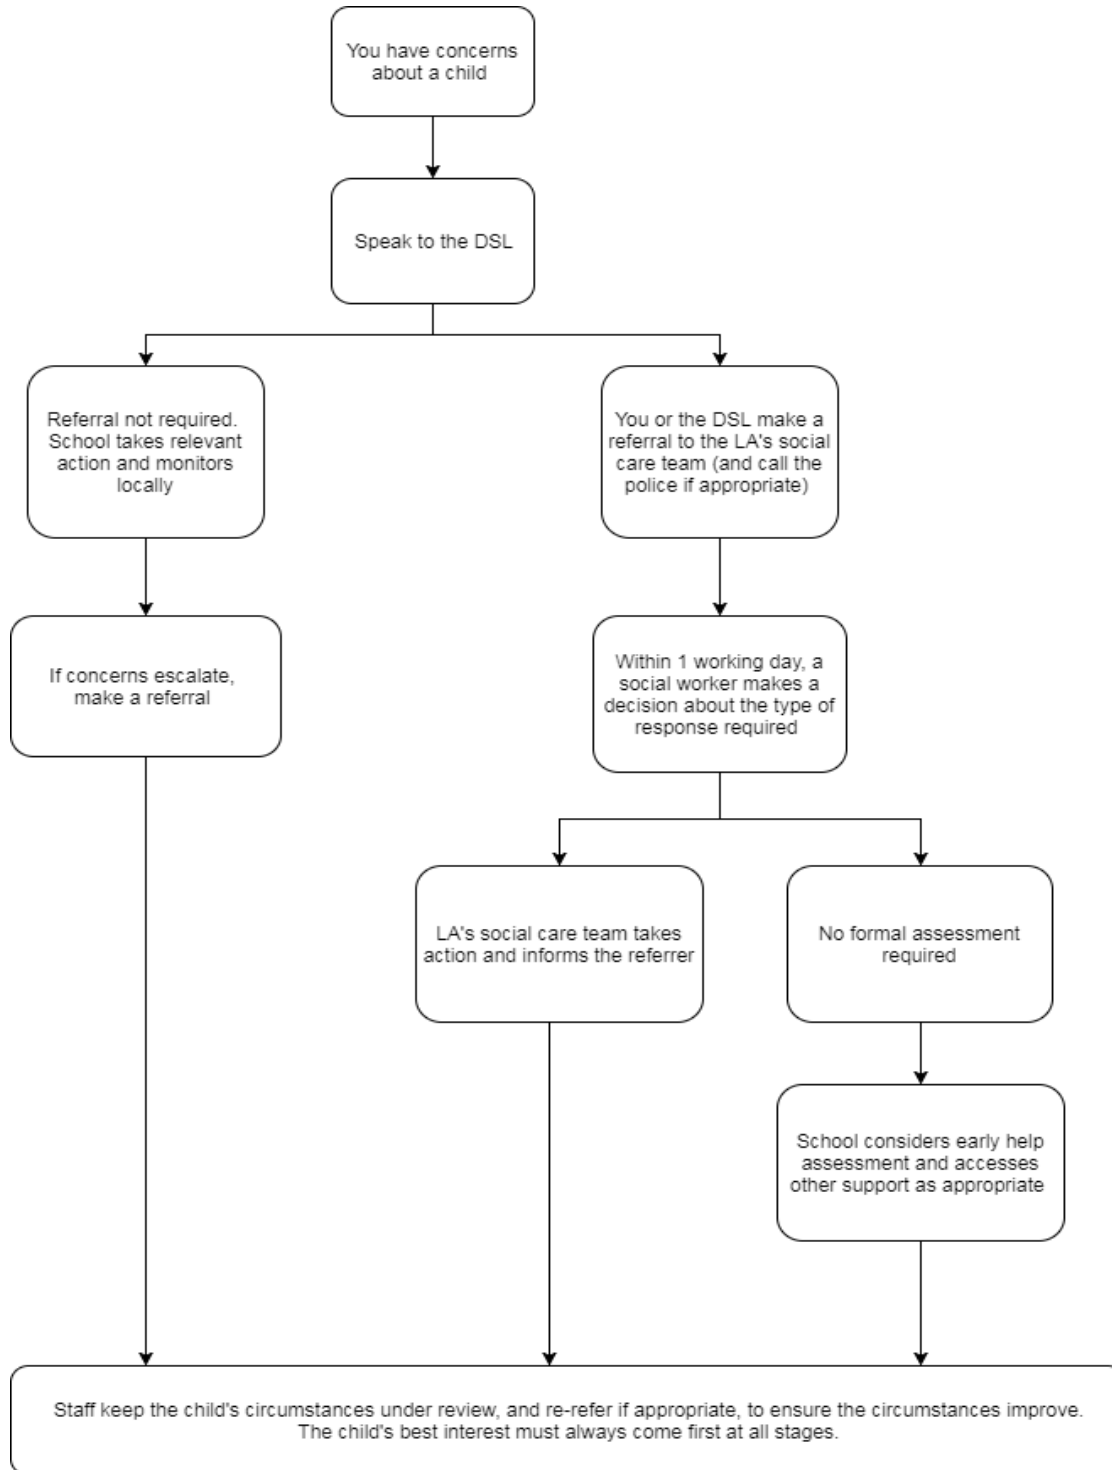 You have concerns
about a child
Speak to the DSL
Referral not required.
School takes relevant
action and monitors
locally
You or the DSL make a
referral to the LA's social
care team (and call the
police if appropriate)
If concerns escalate,
make a referral
Within 1 working day, a
social worker makes a
decision about the type of
response required
LA's social care team takes
action and informs the referrer
No formal assessment
required
School considers early help
assessment and accesses
other support as appropriate
Staff keep the child's circumstances under review, and re-refer if appropriate, to ensure the circumstances improve.
The child's best interest must always come first at all stages.